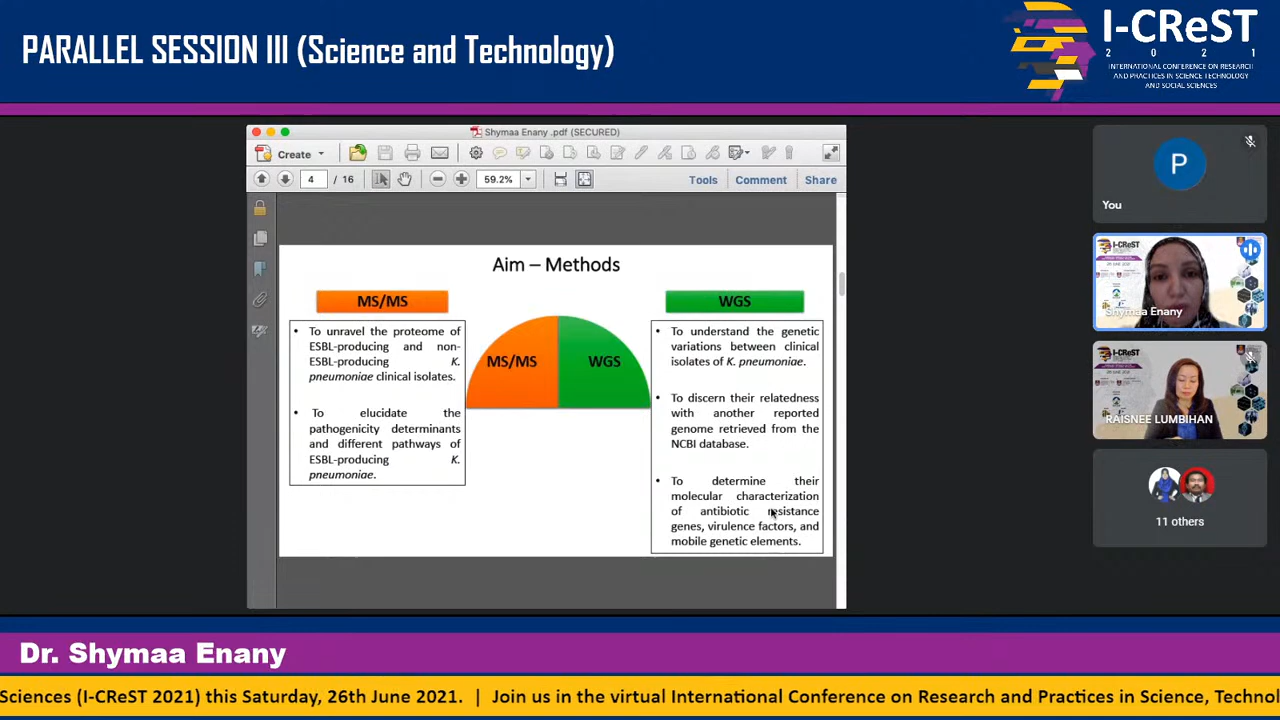 PARALLEL SESSION III (Science and Technology)
I-CReST
2 0 2 1
INTERNATIONAL CONFERENCE ON RESEARCH
AND PRACTICES IN SCIENCE TECHNOLOGY
AND SOCIAL SCIENCES
Shymaa Enany .pdf (SECURED)
Create
4 / 16
59.2%
Tools
Comment
Share
Aim – Methods
MS/MS
• To unravel the proteome of
ESBL-producing and non-
ESBL-producing K.
pneumoniae clinical isolates.
• To elucidate the
pathogenicity determinants
and different pathways of
ESBL-producing K.
pneumoniae.
MS/MS
WGS
WGS
• To understand the genetic
variations between clinical
isolates of K. pneumoniae.
• To discern their relatedness
with another reported
genome retrieved from the
NCBI database.
• To determine their
molecular characterization
of antibiotic resistance
genes, virulence factors, and
mobile genetic elements.
P
You
I-CReST
Shymaa Enany
I-CReST
RAISNEE LUMBIHAN
11 others
Dr. Shymaa Enany
Sciences (I-CReST 2021) this Saturday, 26th June 2021. | Join us in the virtual International Conference on Research and Practices in Science, Techno